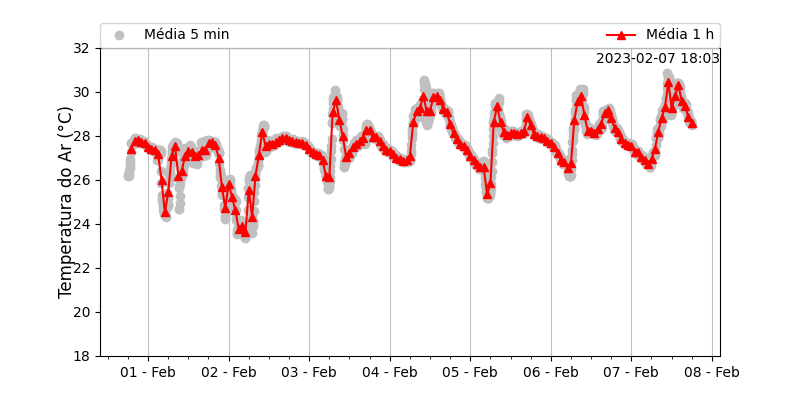 Média 5 min
Média 1 h
2023-02-07 18:03
Temperatura do Ar (°C)
32
30
28
26
24
22
20
18
01 - Feb
02 - Feb
03 - Feb
04 - Feb
05 - Feb
06 - Feb
07 - Feb
08 - Feb